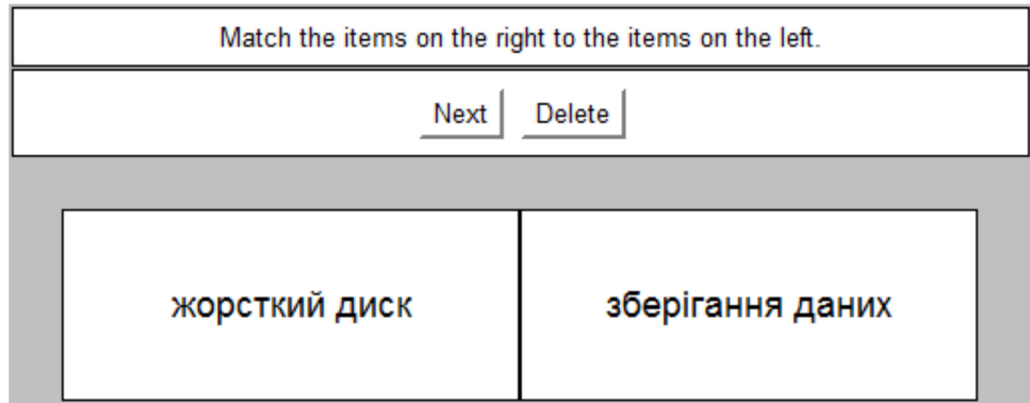 Match the items on the right to the items on the left.
Next Delete
жорсткий диск зберігання даних